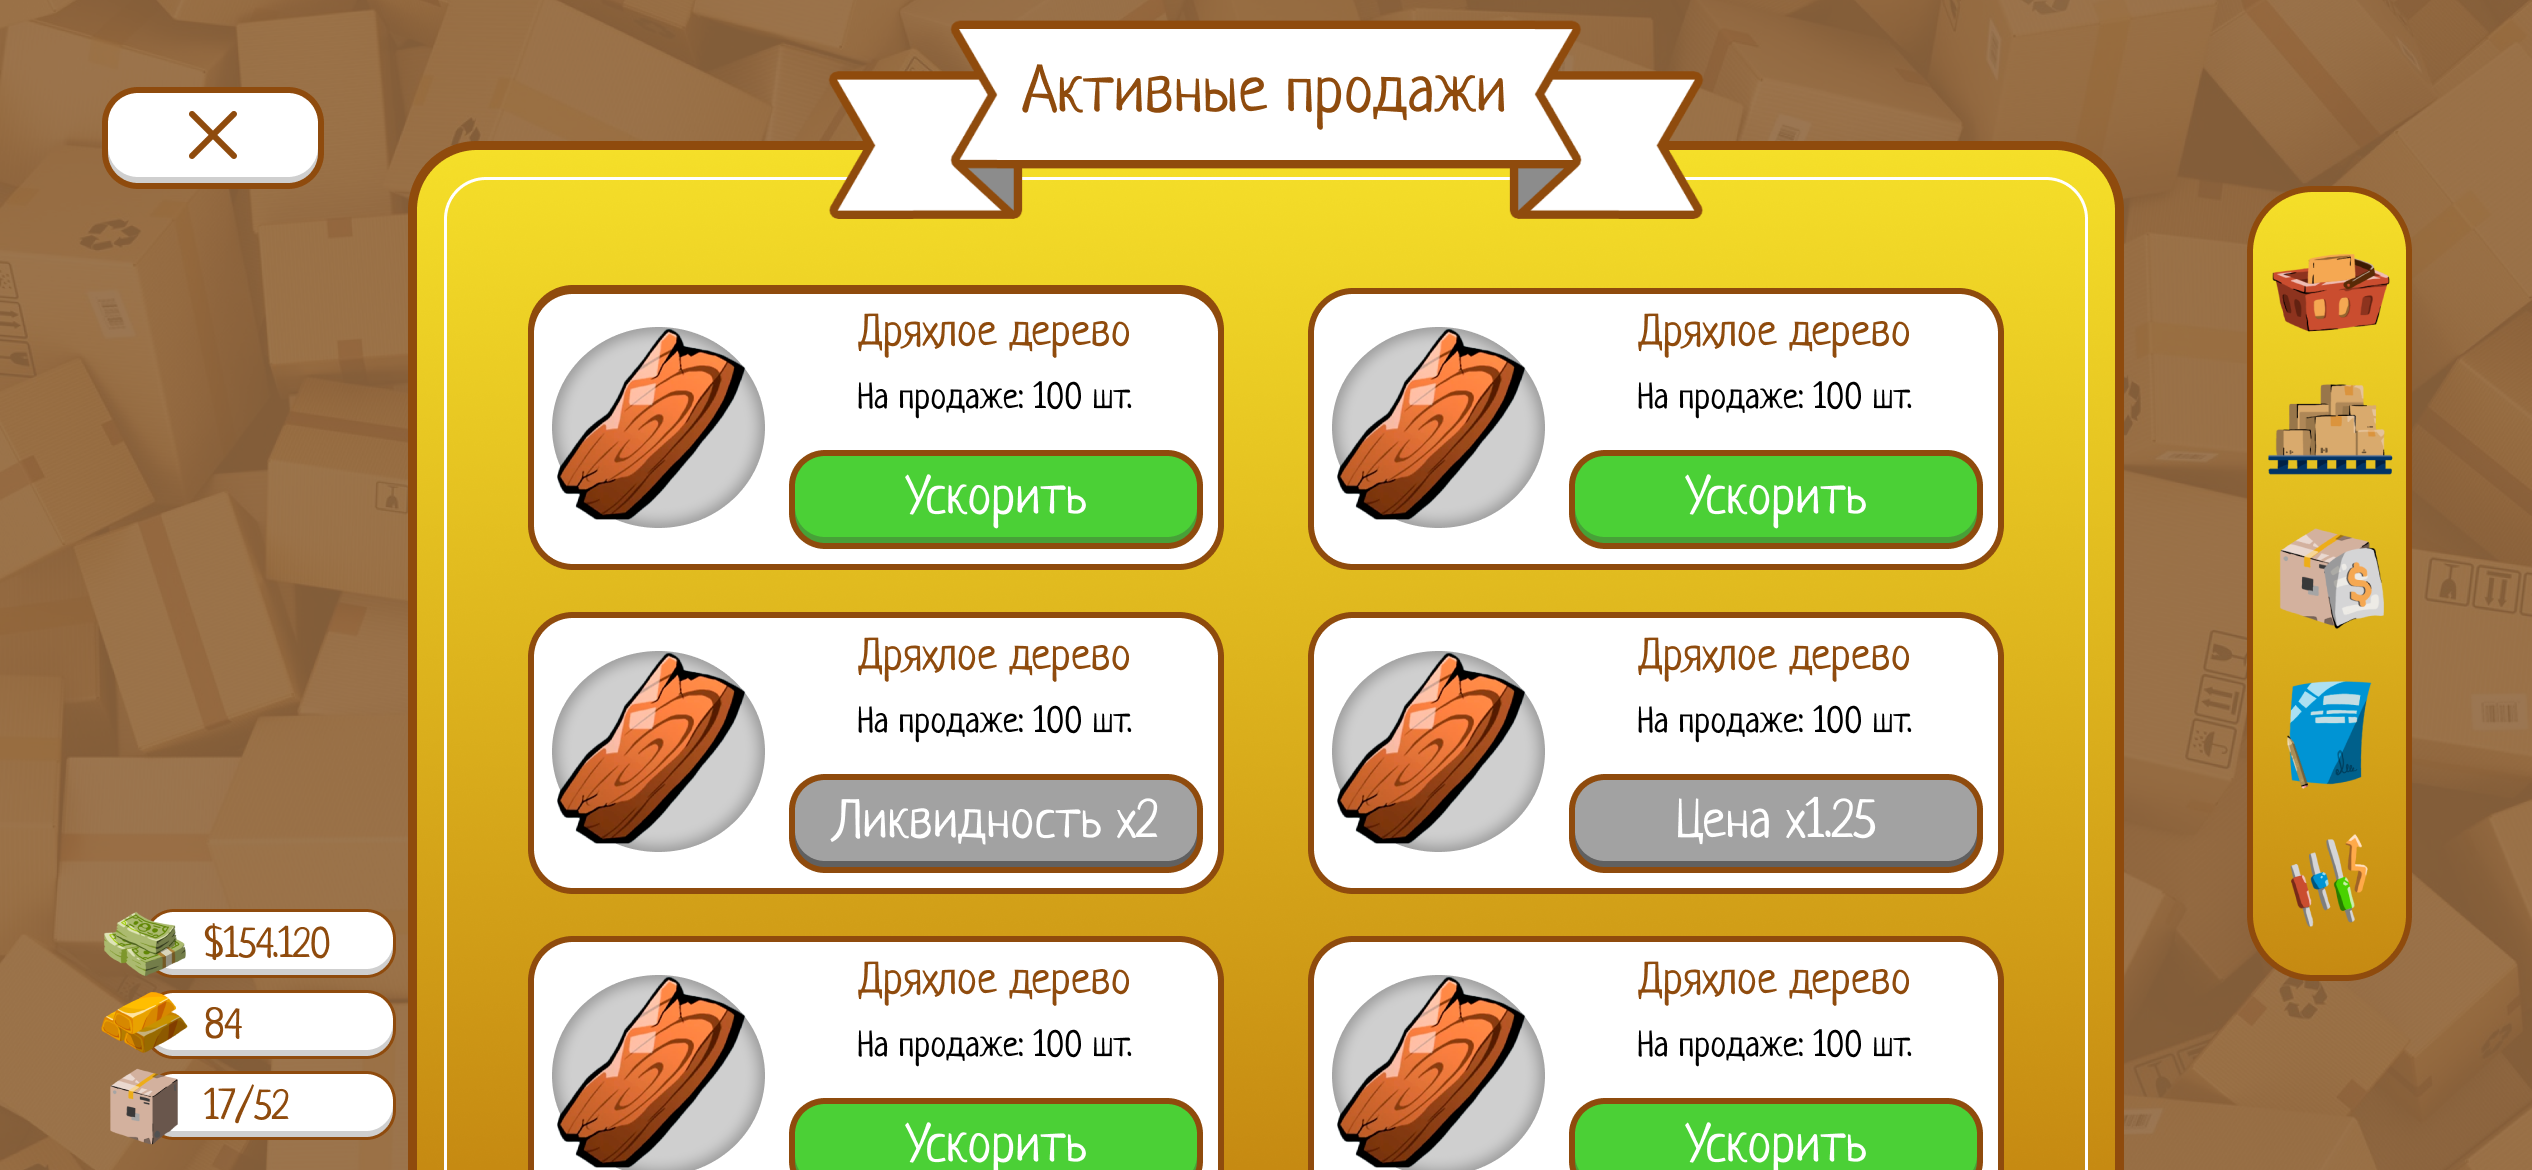 Активные продажи
Дряхлое дерево
На продаже: 100 шт.
Ускорить
Дряхлое дерево
На продаже: 100 шт.
Ускорить
Дряхлое дерево
На продаже: 100 шт.
Ликвидность x2
Дряхлое дерево
На продаже: 100 шт.
Цена x1.25
Дряхлое дерево
На продаже: 100 шт.
Ускорить
Дряхлое дерево
На продаже: 100 шт.
Ускорить
$154.120
84
17/52